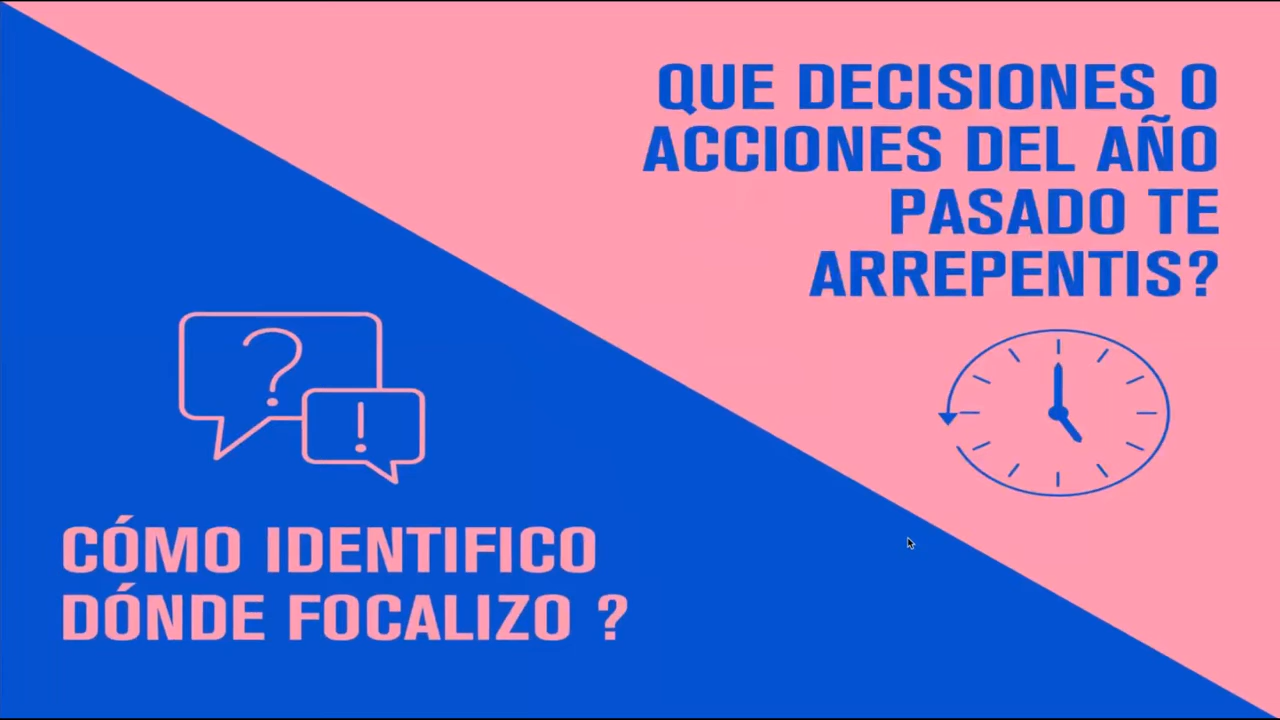 QUE DECISIONES O
ACCIONES DEL AÑO
PASADO TE
ARREPENTIS?
?
!
CÓMO IDENTIFICO
DÓNDE FOCALIZO ?